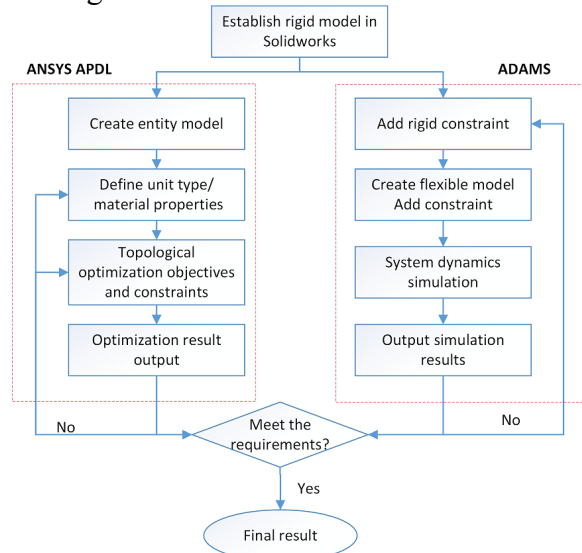 Establish rigid model in
Solidworks
ANSYS APDL
ADAMS
Create entity model
Add rigid constraint
Define unit type/
material properties
Create flexible model
Add constraint
Topological
optimization objectives
and constraints
System dynamics
simulation
Optimization result
output
Output simulation
results
No
Meet the
requirements?
No
Yes
Final result